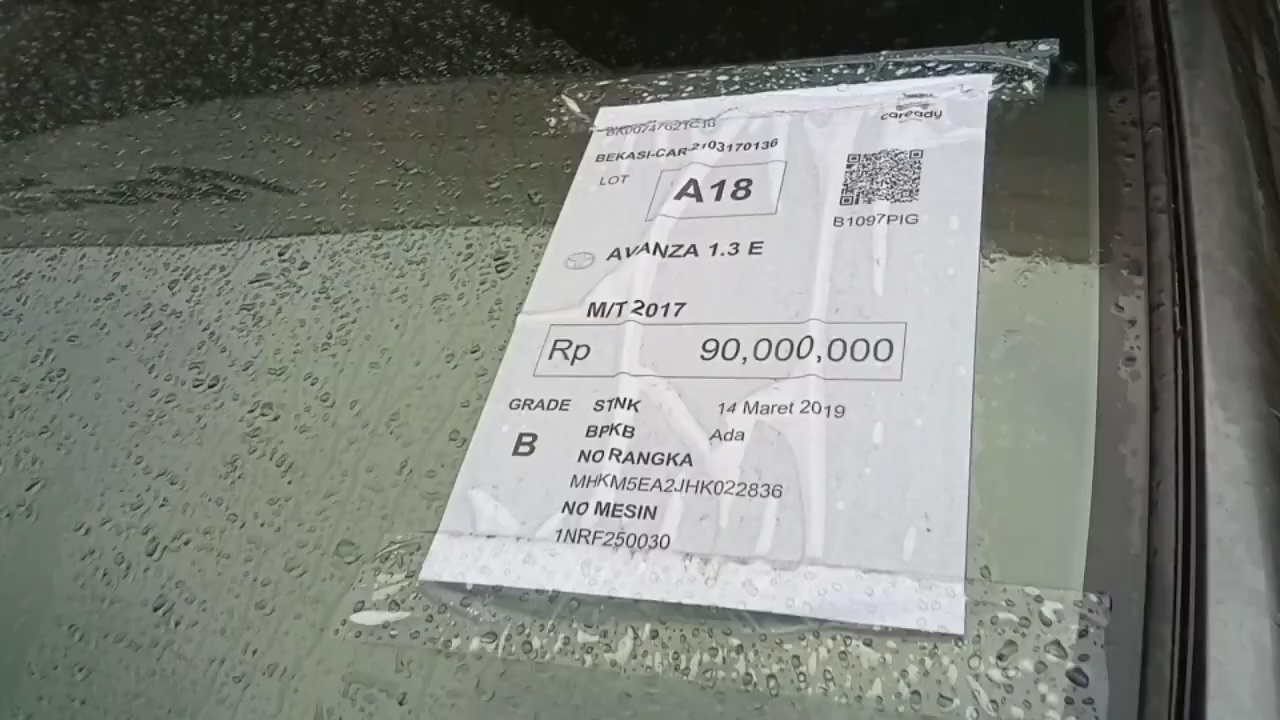 caready
BEKASI-CAR-2103170136
LOT
A18
B1097PIG
AVANZA 1.3 E
M/T 2017
Rp 90,000,000
GRADE STNK 14 Maret 2019
B BPKB Ada
NO RANGKA
MHKM5EA2JHK022836
NO MESIN
1NRF250030